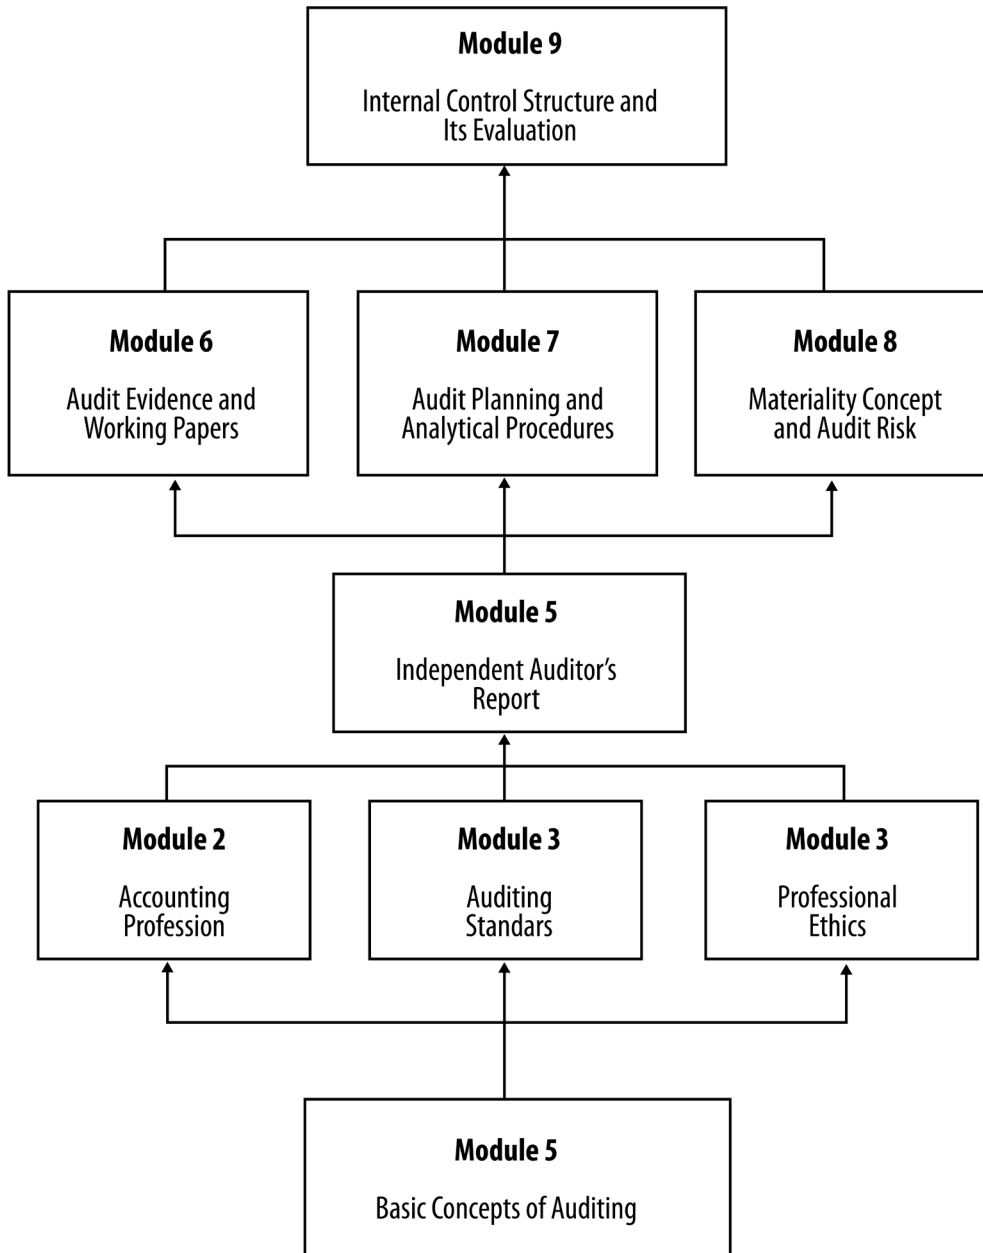 Module 9
Internal Control Structure and
Its Evaluation
Module 6
Audit Evidence and
Working Papers
Module 7
Audit Planning and
Analytical Procedures
Module 8
Materiality Concept
and Audit Risk
Module 5
Independent Auditor’s
Report
Module 2
Accounting
Profession
Module 3
Auditing
Standars
Module 3
Professional
Ethics
Module 5
Basic Concepts of Auditing